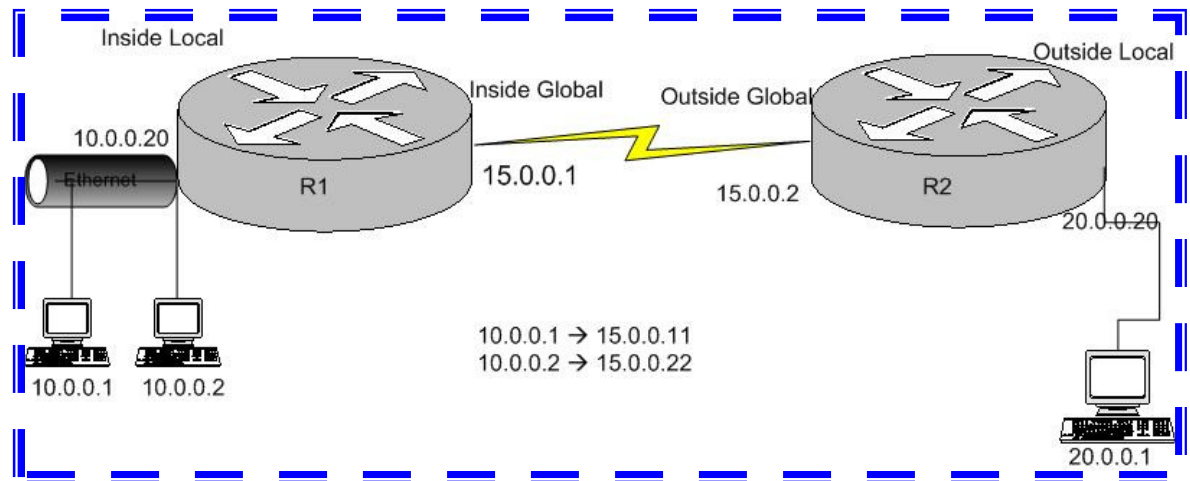 Inside Local
Outside Local
Inside Global
Outside Global
10.0.0.20
Ethernet
R1
15.0.0.1
15.0.0.2
R2
20.0.0.20
10.0.0.1 → 15.0.0.11
10.0.0.2 → 15.0.0.22
10.0.0.1
10.0.0.2
20.0.0.1